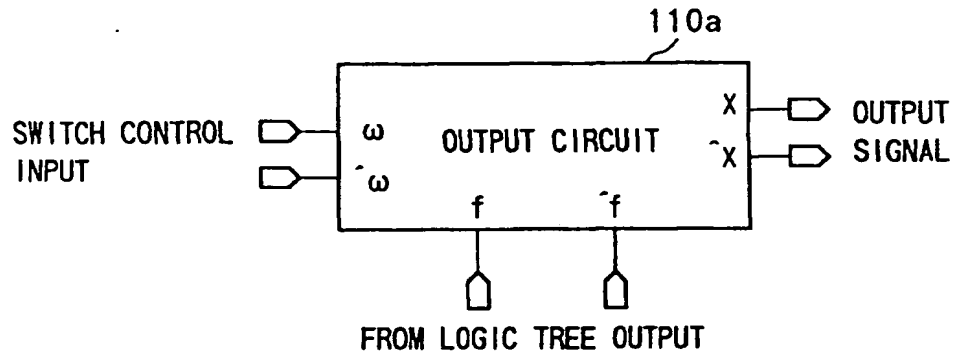 110a
SWITCH CONTROL
INPUT
ω
ˆω
OUTPUT CIRCUIT
X
ˆX
OUTPUT
SIGNAL
f
ˆf
FROM LOGIC TREE OUTPUT